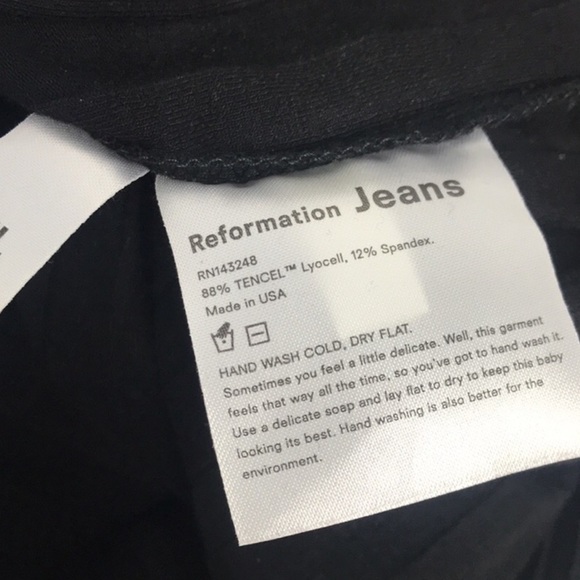 Reformation Jeans
RN143248
88% TENCEL™ Lyocell, 12% Spandex.
Made in USA
HAND WASH COLD, DRY FLAT.
Sometimes you feel a little delicate. Well, this garment
feels that way all the time, so you've got to hand wash it.
Use a delicate soap and lay flat to dry to keep this baby
looking its best. Hand washing is also better for the
environment.